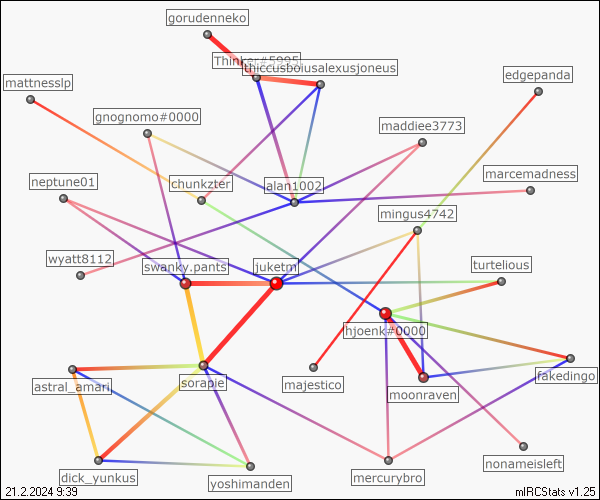 gorudenneko
Thinker#5995
thiccusboiusalexusjoneus
mattnesslp
edgepanda
gnognomo#0000
maddiee3773
neptune01
chunkzter
alan1002
marcemadness
mingus4742
wyatt8112
swanky.pants
juketm
turtelious
hjoenk#0000
astral_amari
sorapie
majestico
moonraven
fakedingo
dick_yunkus
yoshimanden
mercurybro
nonameisleft
21.2.2024 9:39
mIRCStats v1.25